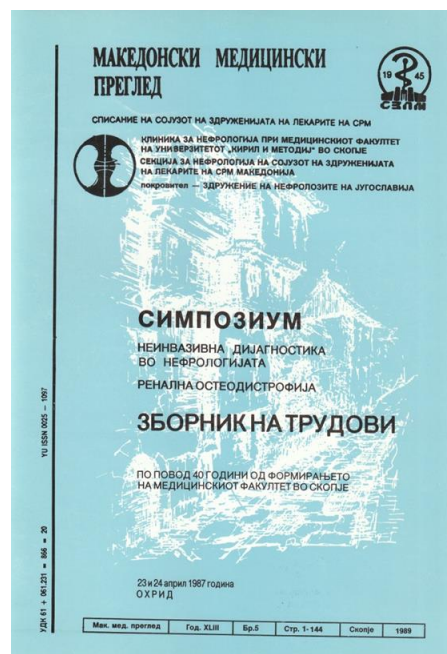 МАКЕДОНСКИ МЕДИЦИНСКИ
ПРЕГЛЕД
19 45
СЗЛМ
СПИСАНИЕ НА СОЈУЗОТ НА ЗДРУЖЕНИЈАТА НА ЛЕКАРИТЕ НА СРМ
КЛИНИКА ЗА НЕФРОЛОГИЈА ПРИ МЕДИЦИНСКИОТ ФАКУЛТЕТ
НА УНИВЕРЗИТЕТОТ „КИРИЛ И МЕТОДИЈ" ВО СКОПЈЕ
СЕКЦИЈА ЗА НЕФРОЛОГИЈА НА СОЈУЗОТ НА ЗДРУЖЕНИЈАТА
НА ЛЕКАРИТЕ НА СРМ МАКЕДОНИЈА
покровител — ЗДРУЖЕНИЕ НА НЕФРОЛОЗИТЕ НА ЈУГОСЛАВИЈА
СИМПОЗИУМ
НЕИНВАЗИВНА ДИЈАГНОСТИКА
ВО НЕФРОЛОГИЈАТА
РЕНАЛНА ОСТЕОДИСТРОФИЈА
ЗБОРНИК НА ТРУДОВИ
ПО ПОВОД 40 ГОДИНИ ОД ФОРМИРАЊЕТО
НА МЕДИЦИНСКИОТ ФАКУЛТЕТ ВО СКОПЈЕ
23 и 24 април 1987 година
ОХРИД
УДК 61 + 061.231 = 866 = 20
YU ISSN 0025 — 1097
Мак. мед. преглед Год. XLIII Бр.5 Стр. 1-144 Скопје 1989